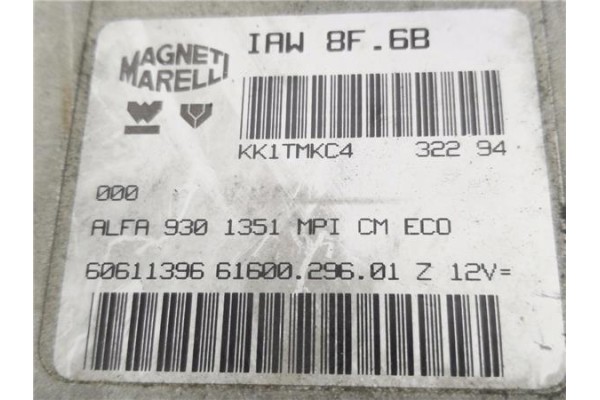 MAGNETI
MARELLI
IAW 8F.6B
KK1TMKC4 322 94
000
ALFA 930 1351 MPI CM ECO
60611396 61600.296.01 Z 12V=